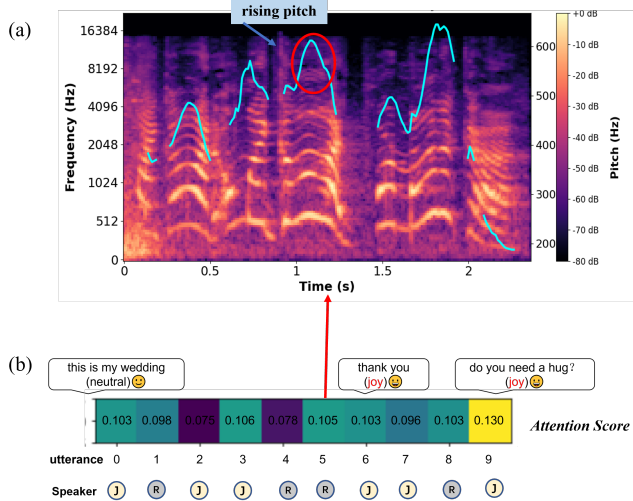 rising pitch
(a)
16384
8192
4096
2048
1024
512
0
Frequency (Hz)
0
0.5
1
1.5
2
Time (s)
600
500
400
300
200
Pitch (Hz)
+0 dB
-10 dB
-20 dB
-30 dB
-40 dB
-50 dB
-60 dB
-70 dB
-80 dB
(b)
this is my wedding
(neutral)
thank you
(joy)
do you need a hug?
(joy)
0.103 0.098 0.075 0.106 0.078 0.105 0.103 0.096 0.103 0.130
Attention Score
utterance 0 1 2 3 4 5 6 7 8 9
Speaker J R J J R R J J R J